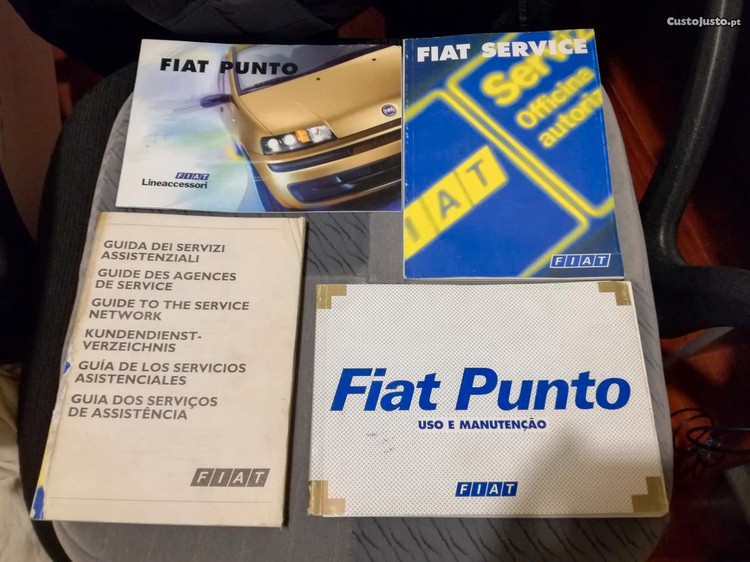 CustoJusto.pt
FIAT PUNTO
FIAT
Lineaccessori
FIAT SERVICE
Officina
FIAT
FIAT
GUIDA DEI SERVIZI
ASSISTENZIALI
GUIDE DES AGENCES
DE SERVICE
GUIDE TO THE SERVICE
NETWORK
KUNDENDIENST-
VERZEICHNIS
GUÍA DE LOS SERVICIOS
ASISTENCIALES
GUIA DOS SERVIÇOS
DE ASSISTÊNCIA
FIAT
Fiat Punto
USO E MANUTENÇÃO
FIAT